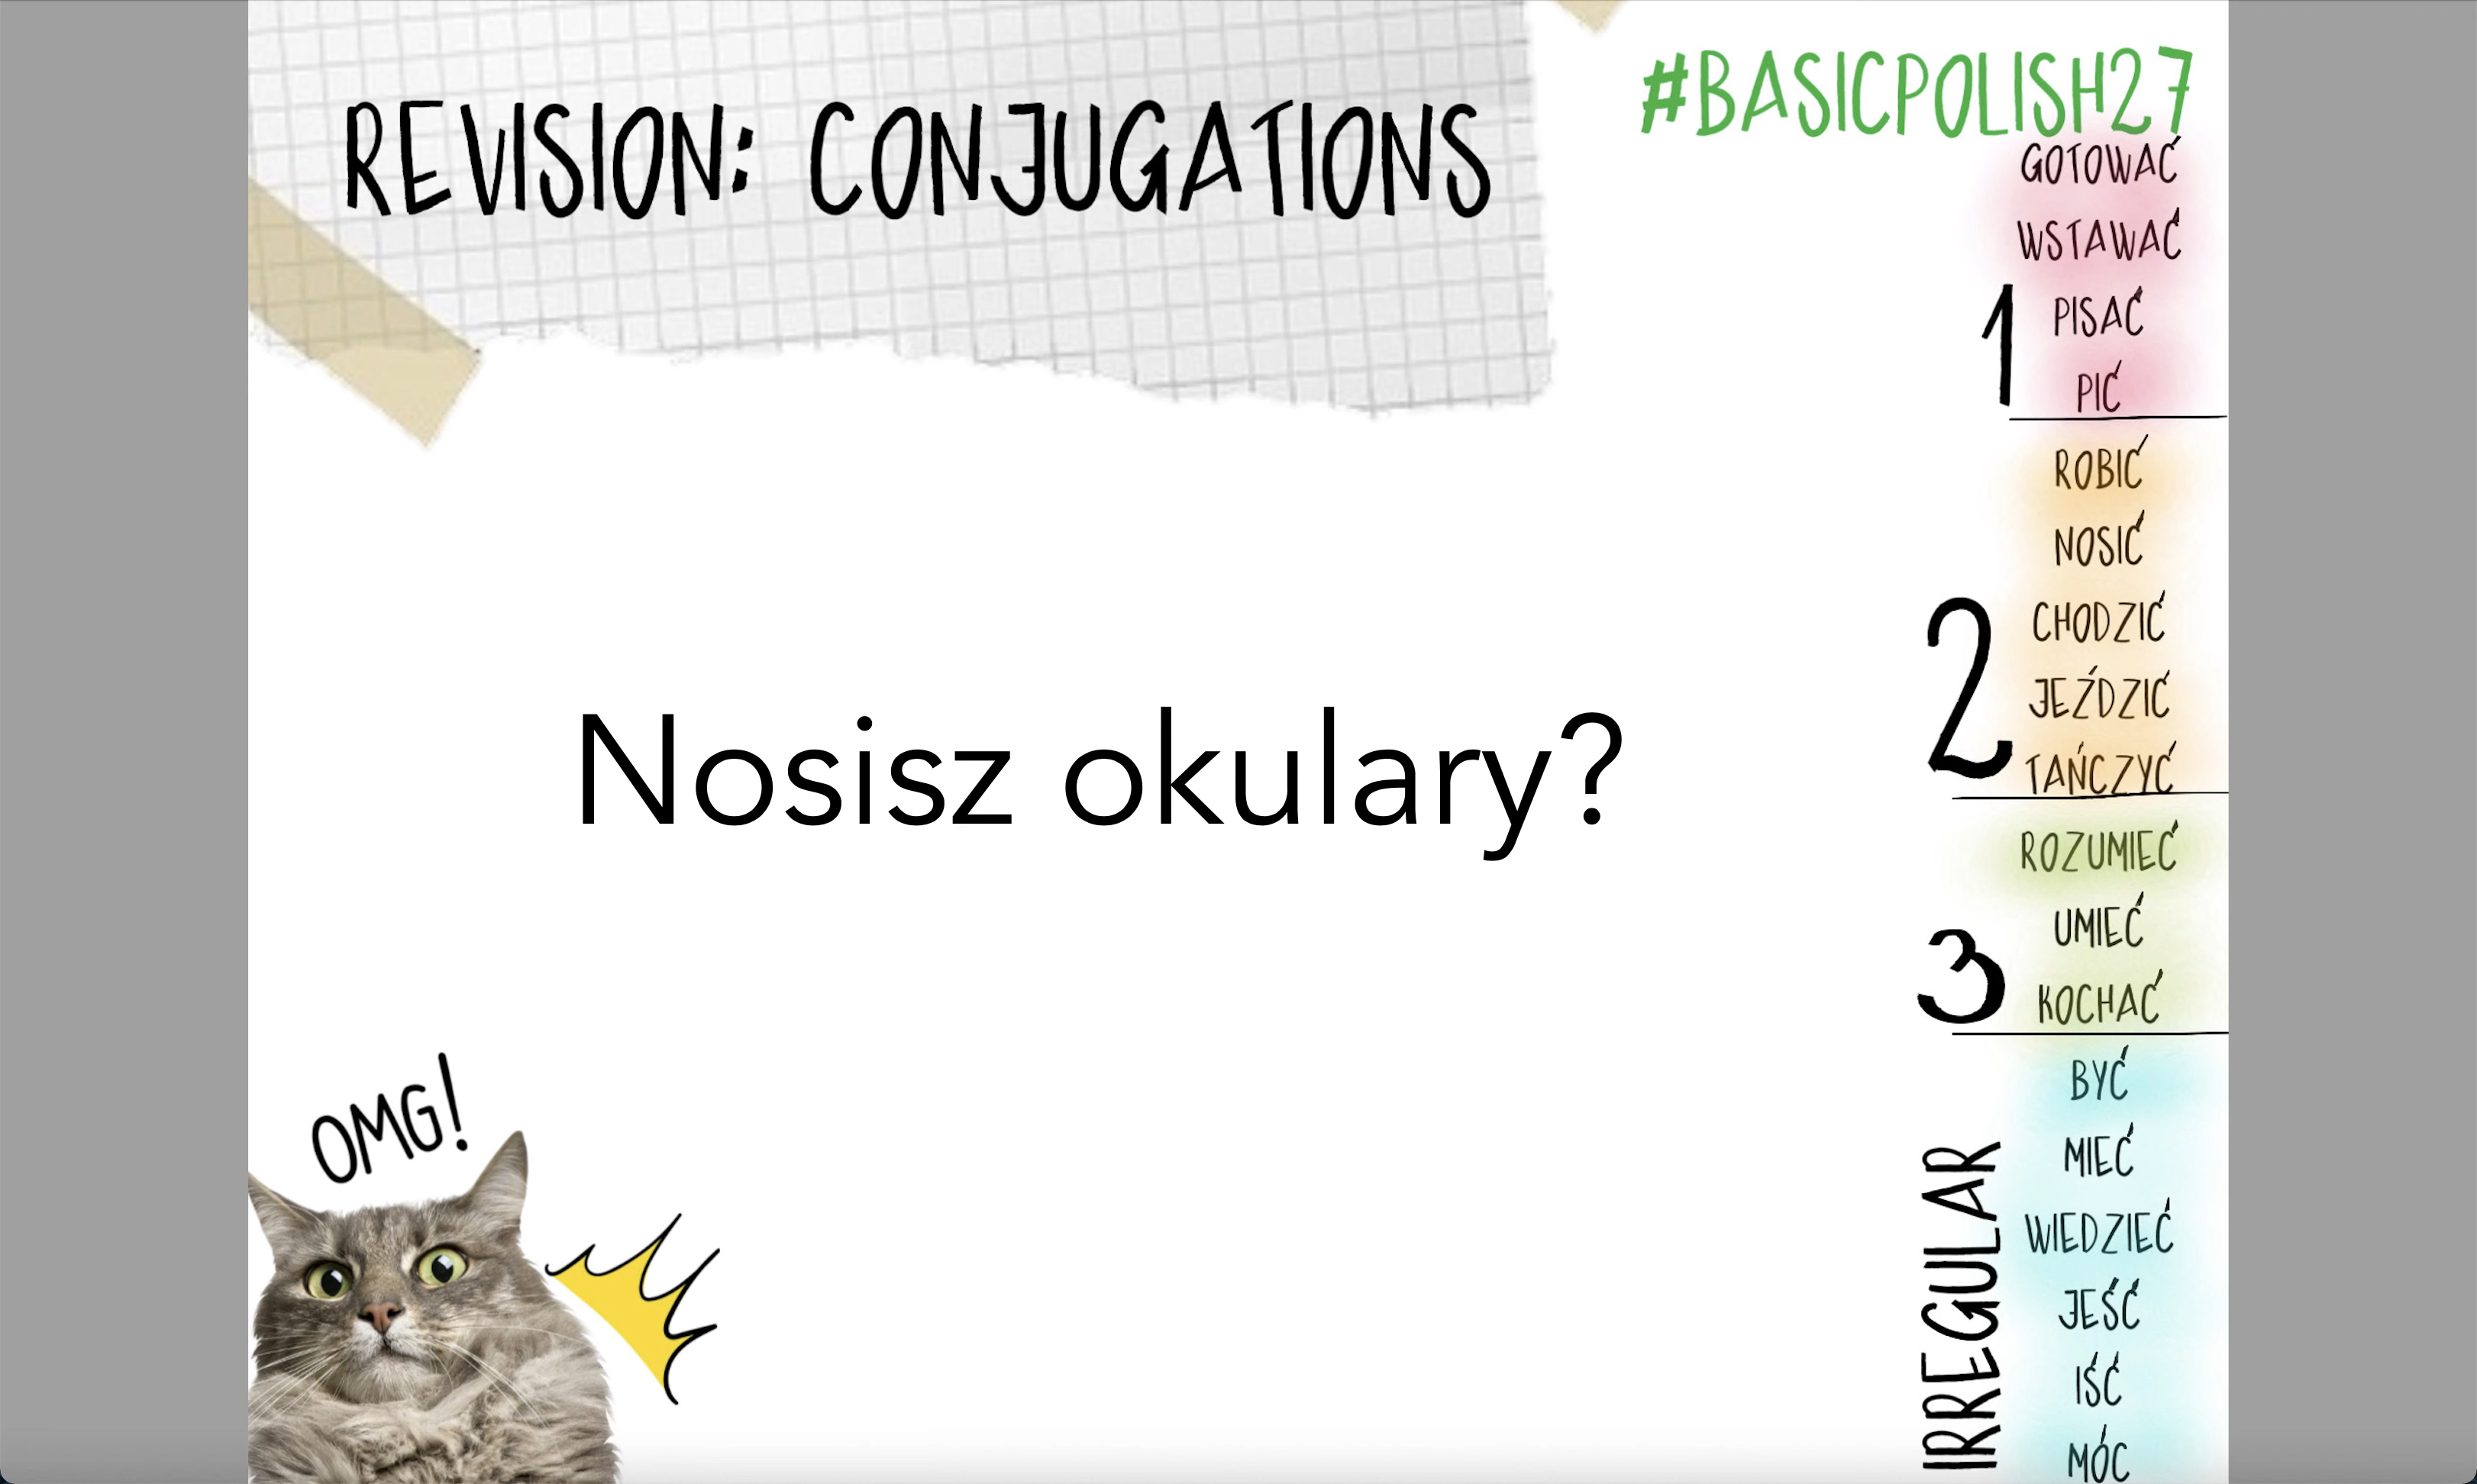 REVISION: CONJUGATIONS
#BASICPOLISH27
Nosisz okulary?
OMG!
1
GOTOWAĆ
WSTAWAĆ
PISAĆ
PIĆ
2
ROBIĆ
NOSIĆ
CHODZIĆ
JEŹDZIĆ
TAŃCZYĆ
3
ROZUMIEĆ
UMIEĆ
KOCHAĆ
IRREGULAR
BYĆ
MIEĆ
WIEDZIEĆ
JEŚĆ
IŚĆ
MÓC